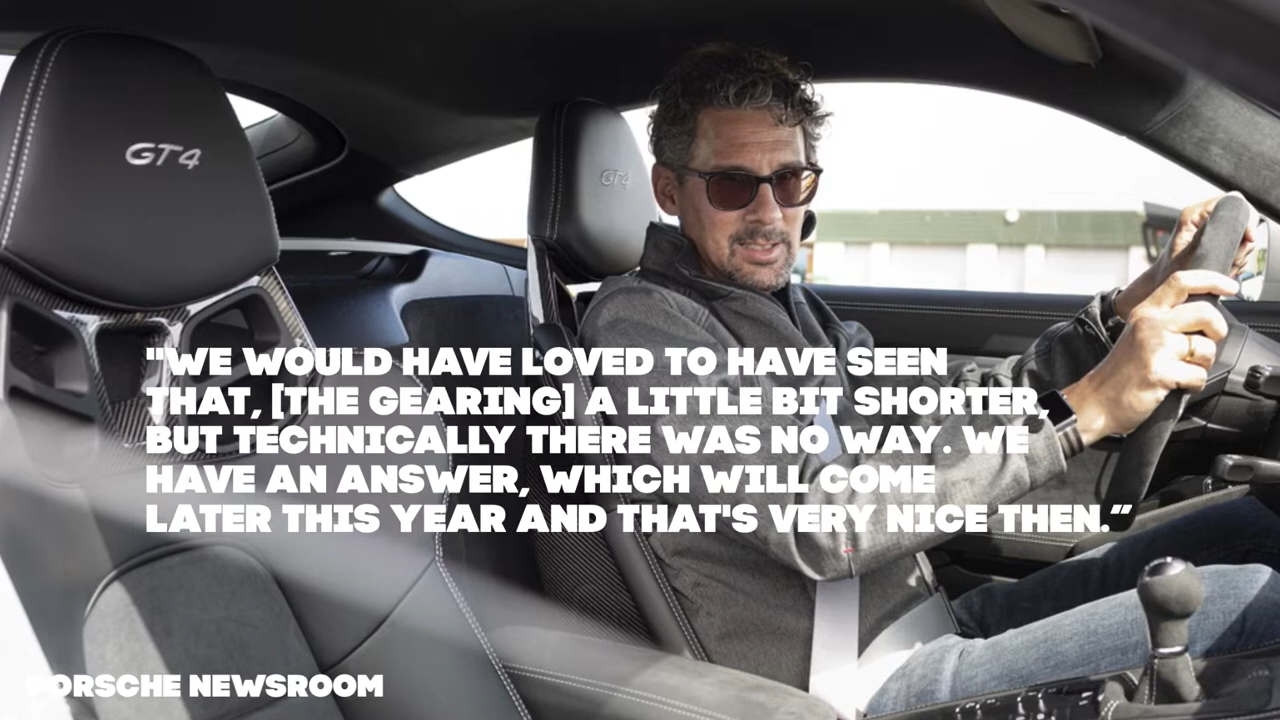 GT4
GT4
"WE WOULD HAVE LOVED TO HAVE SEEN
THAT, [THE GEARING] A LITTLE BIT SHORTER,
BUT TECHNICALLY THERE WAS NO WAY. WE
HAVE AN ANSWER, WHICH WILL COME
LATER THIS YEAR AND THAT'S VERY NICE THEN.”
PORSCHE NEWSROOM